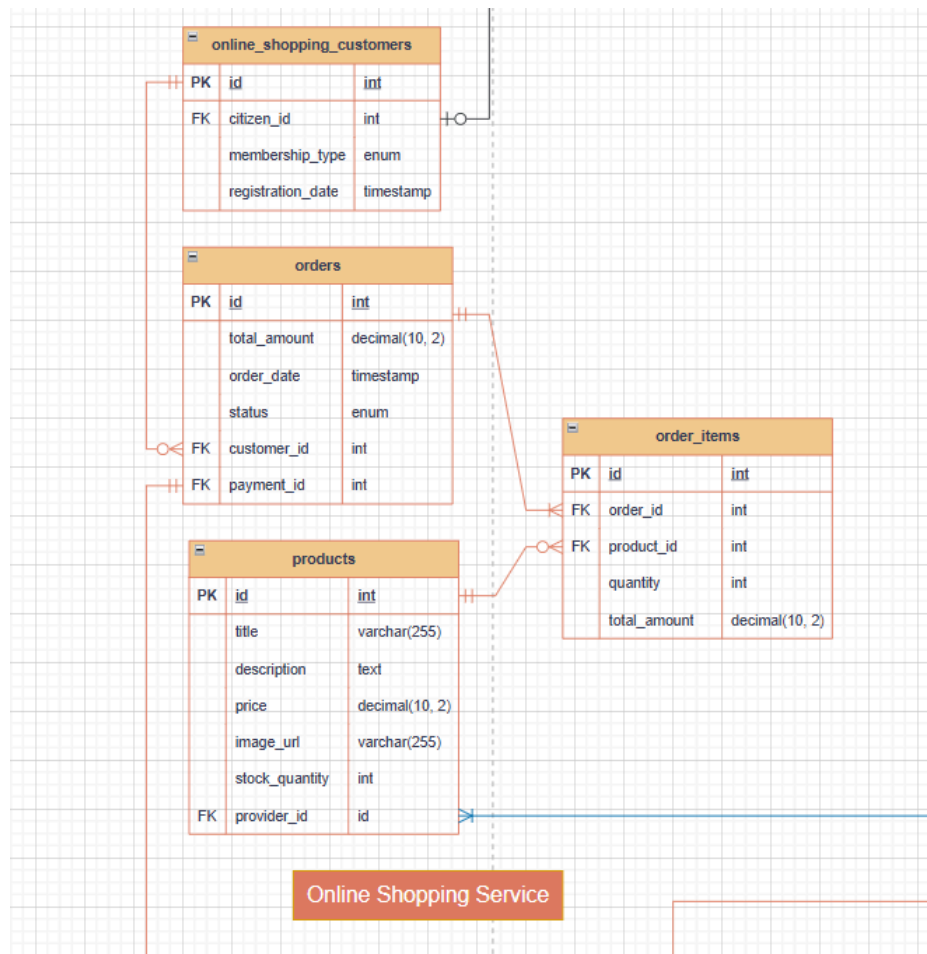 online_shopping_customers
PK id int
FK citizen_id int
membership_type enum
registration_date timestamp
orders
PK id int
total_amount decimal(10, 2)
order_date timestamp
status enum
FK customer_id int
FK payment_id int
order_items
PK id int
FK order_id int
FK product_id int
quantity int
total_amount decimal(10, 2)
products
PK id int
title varchar(255)
description text
price decimal(10, 2)
image_url varchar(255)
stock_quantity int
FK provider_id id
Online Shopping Service